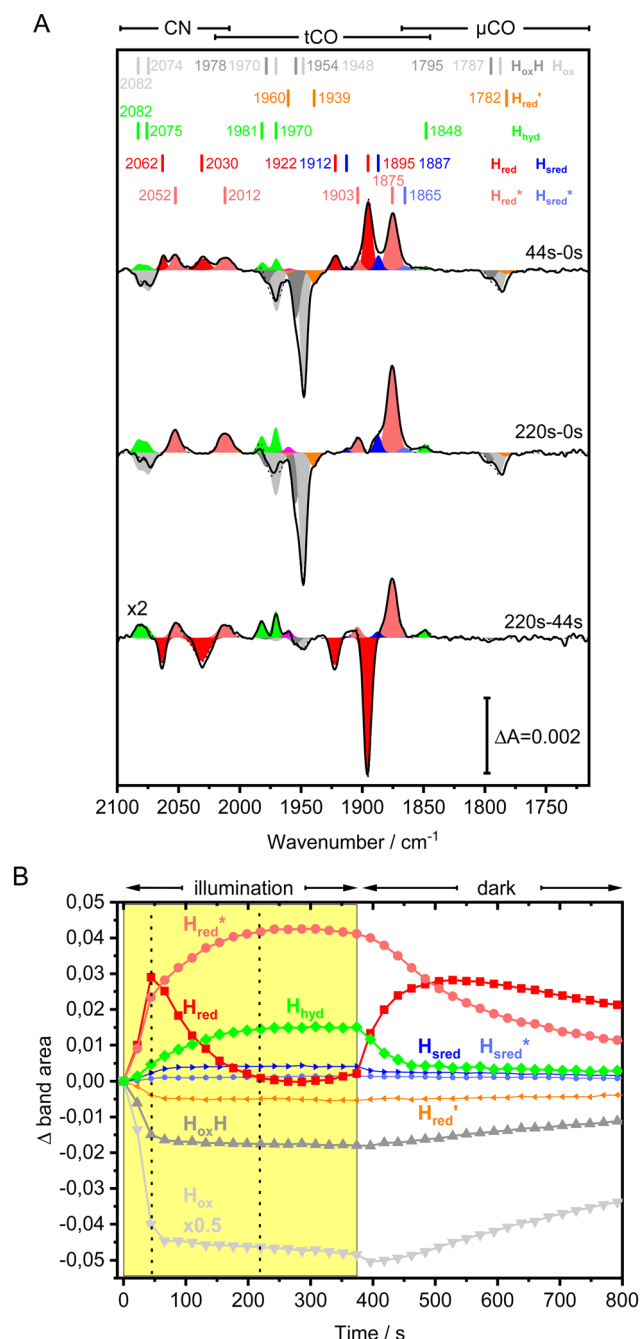 A
CN
tCO
µCO
2074 1978 1970 1954 1948 1795 1787 HoxH Hox
2082
1960 1939 1782 Hred'
2082
2075 1981 1970 1848 Hhyd
2062 2030 1922 1912 1895 1887 Hred Hsred
1875
2052 2012 1903 1865 Hred* Hsred*
44s-0s
220s-0s
x2 220s-44s
ΔA=0.002
2100 2050 2000 1950 1900 1850 1800 1750
Wavenumber / cm-1
B
illumination dark
0,05
0,04
0,03
0,02
0,01
0,00
-0,01
-0,02
-0,03
-0,04
-0,05
Δ band area
Hred*
Hred
Hhyd
Hsred Hsred*
Hred'
HoxH
Hox
x0.5
0 100 200 300 400 500 600 700 800
Time / s